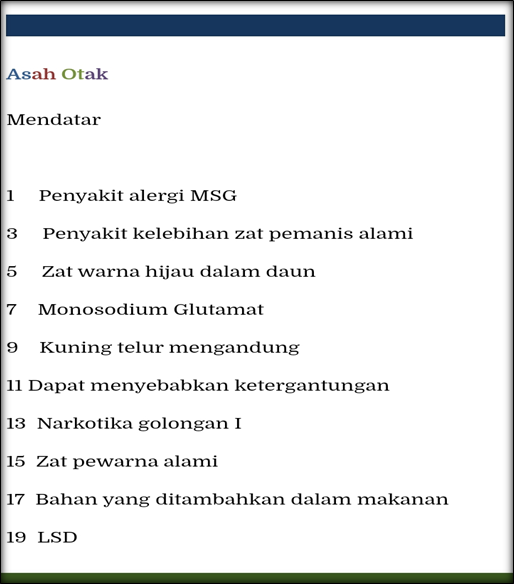 Asah Otak
Mendatar
1 Penyakit alergi MSG
3 Penyakit kelebihan zat pemanis alami
5 Zat warna hijau dalam daun
7 Monosodium Glutamat
9 Kuning telur mengandung
11 Dapat menyebabkan ketergantungan
13 Narkotika golongan I
15 Zat pewarna alami
17 Bahan yang ditambahkan dalam makanan
19 LSD